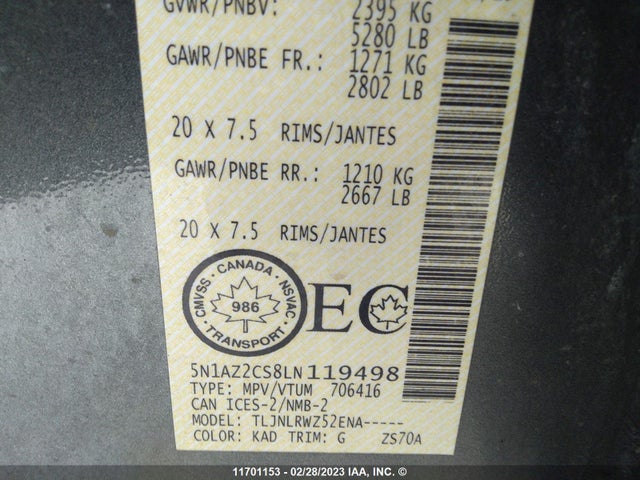 GVWR/PNBV: 2395 KG
5280 LB
GAWR/PNBE FR.: 1271 KG
2802 LB
20 X 7.5 RIMS/JANTES
GAWR/PNBE RR.: 1210 KG
2667 LB
20 X 7.5 RIMS/JANTES
CMVSS · CANADA · NSVAC
986
TRANSPORT
EC
5N1AZ2CS8LN119498
TYPE: MPV/VTUM 706416
CAN ICES-2/NMB-2
MODEL: TLJNLRWZ52ENA-----
COLOR: KAD TRIM: G ZS70A
11701153 - 02/28/2023 IAA, INC. ©